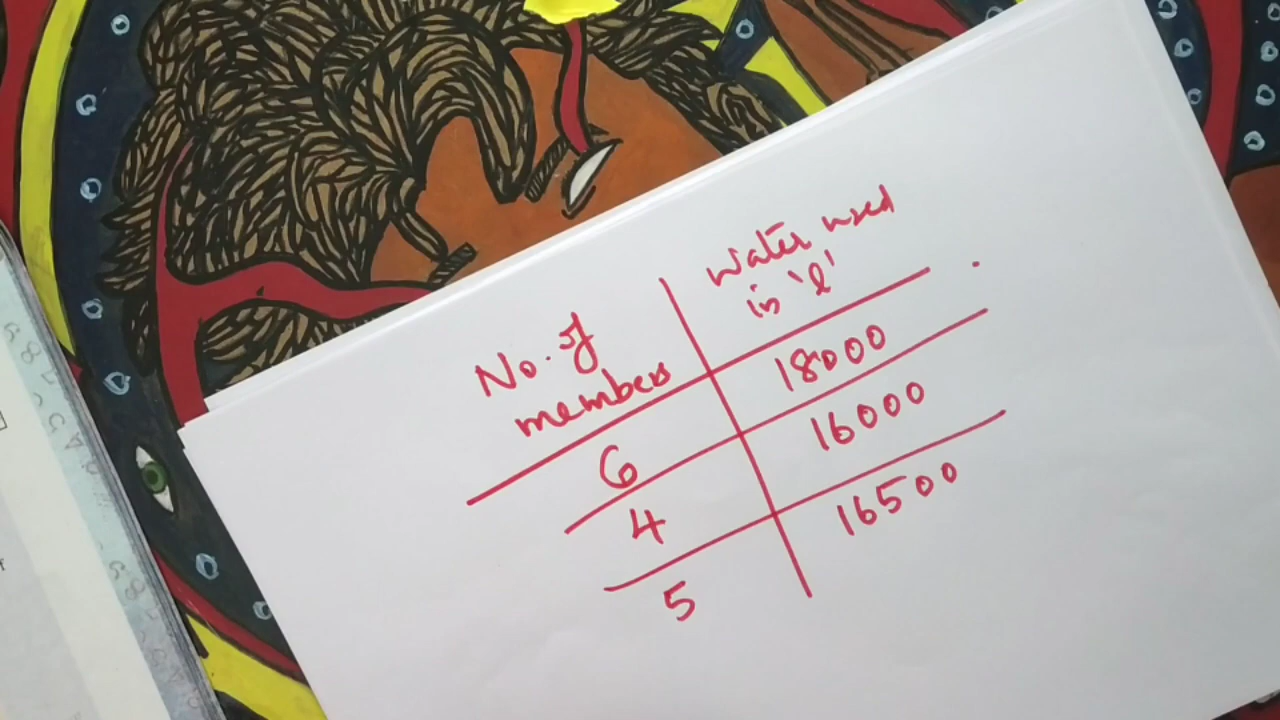 No. of members | Water used in 'l'
6 | 18000
4 | 16000
5 | 16500